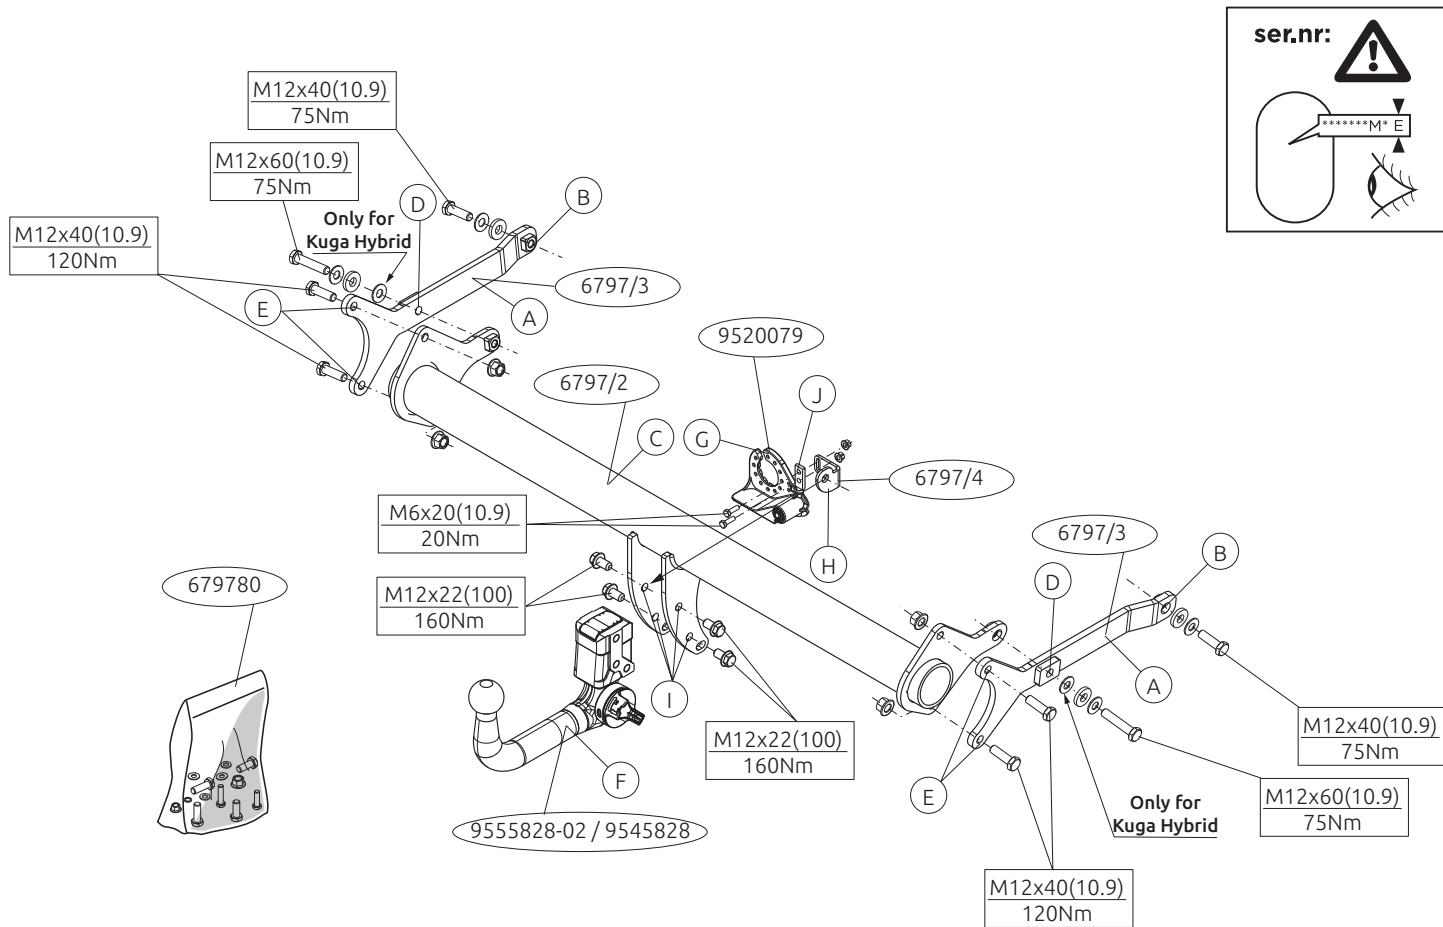 ser.nr:
*******M* E
M12x40(10.9)
75Nm
M12x60(10.9)
75Nm
Only for
Kuga Hybrid
D
B
M12x40(10.9)
120Nm
E
6797/3
A
9520079
6797/2
J
C
G
6797/4
M6x20(10.9)
20Nm
H
6797/3
B
D
679780
M12x22(100)
160Nm
I
A
M12x22(100)
160Nm
M12x40(10.9)
75Nm
F
E
Only for
Kuga Hybrid
M12x60(10.9)
75Nm
9555828-02 / 9545828
M12x40(10.9)
120Nm